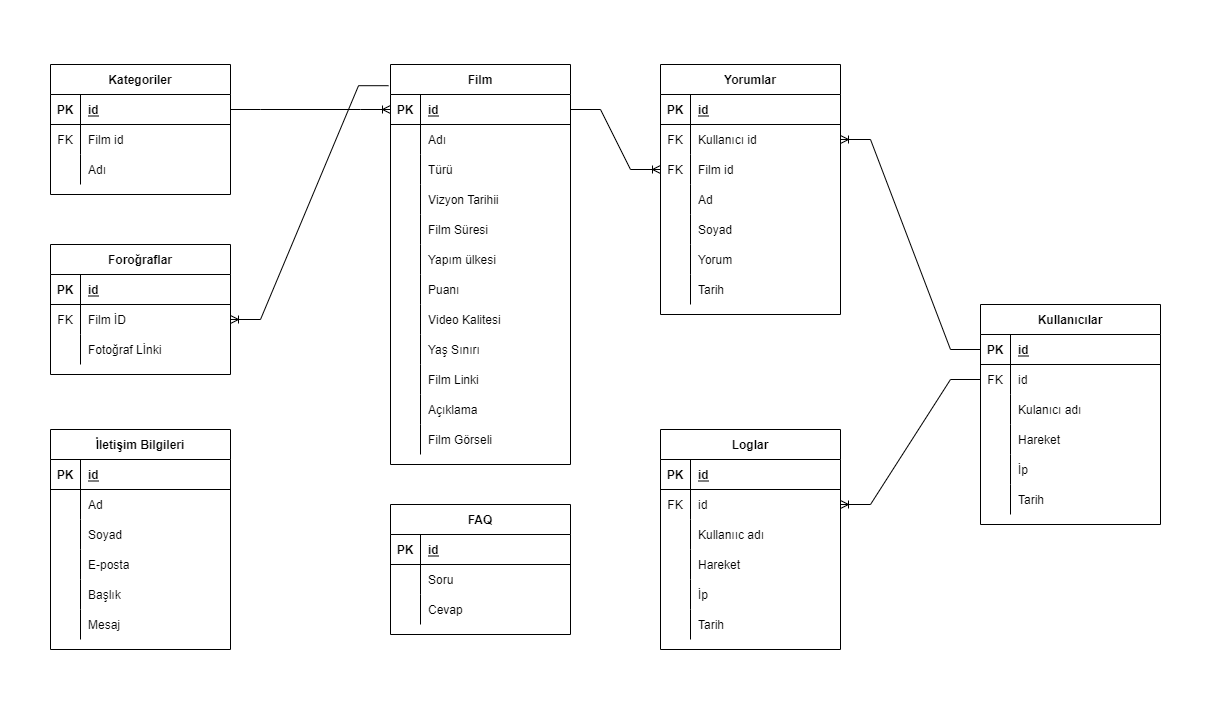 Kategoriler
PK id
FK Film id
Adı
Foroğraflar
PK id
FK Film İD
Fotoğraf Lİnki
İletişim Bilgileri
PK id
Ad
Soyad
E-posta
Başlık
Mesaj
Film
PK id
Adı
Türü
Vizyon Tarihii
Film Süresi
Yapım ülkesi
Puanı
Video Kalitesi
Yaş Sınırı
Film Linki
Açıklama
Film Görseli
FAQ
PK id
Soru
Cevap
Yorumlar
PK id
FK Kullanıcı id
FK Film id
Ad
Soyad
Yorum
Tarih
Loglar
PK id
FK id
Kullanıic adı
Hareket
İp
Tarih
Kullanıcılar
PK id
FK id
Kulanıcı adı
Hareket
İp
Tarih